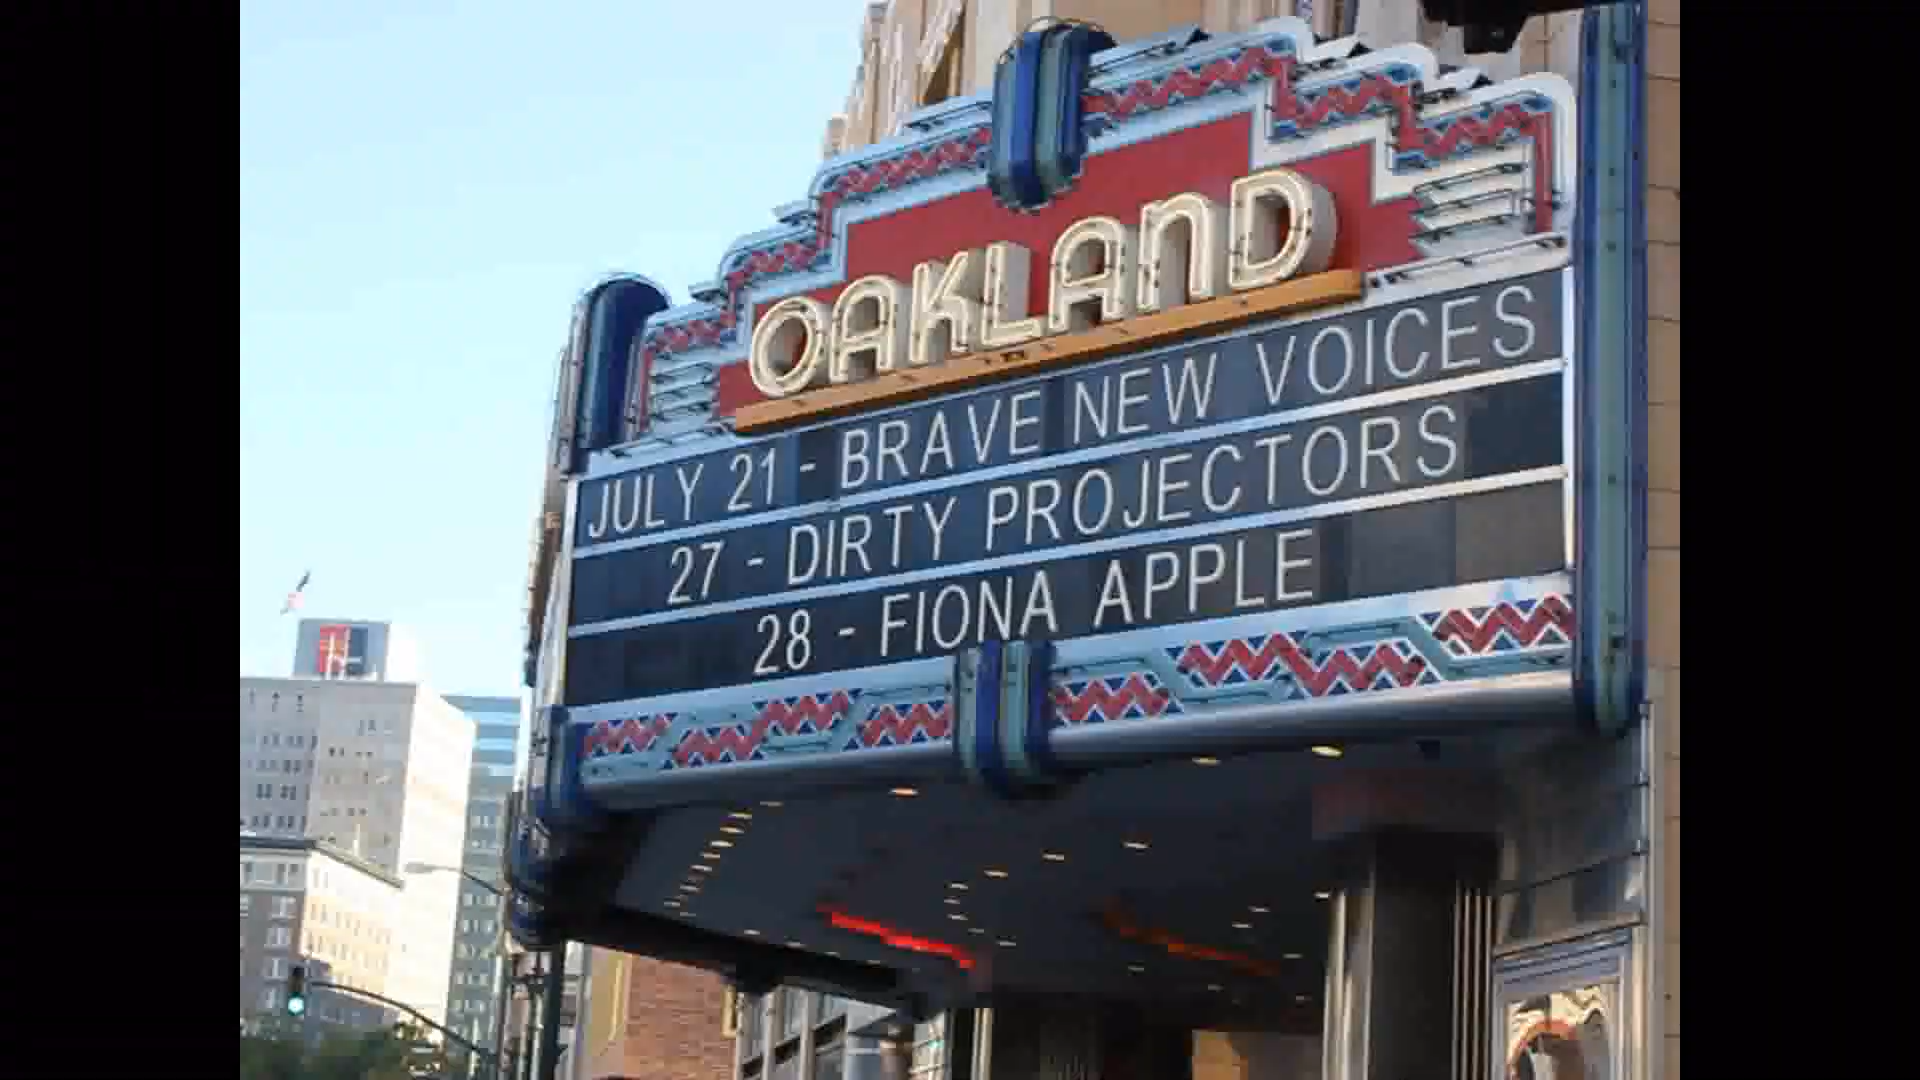 OAKLAND
JULY 21 - BRAVE NEW VOICES
27 - DIRTY PROJECTORS
28 - FIONA APPLE